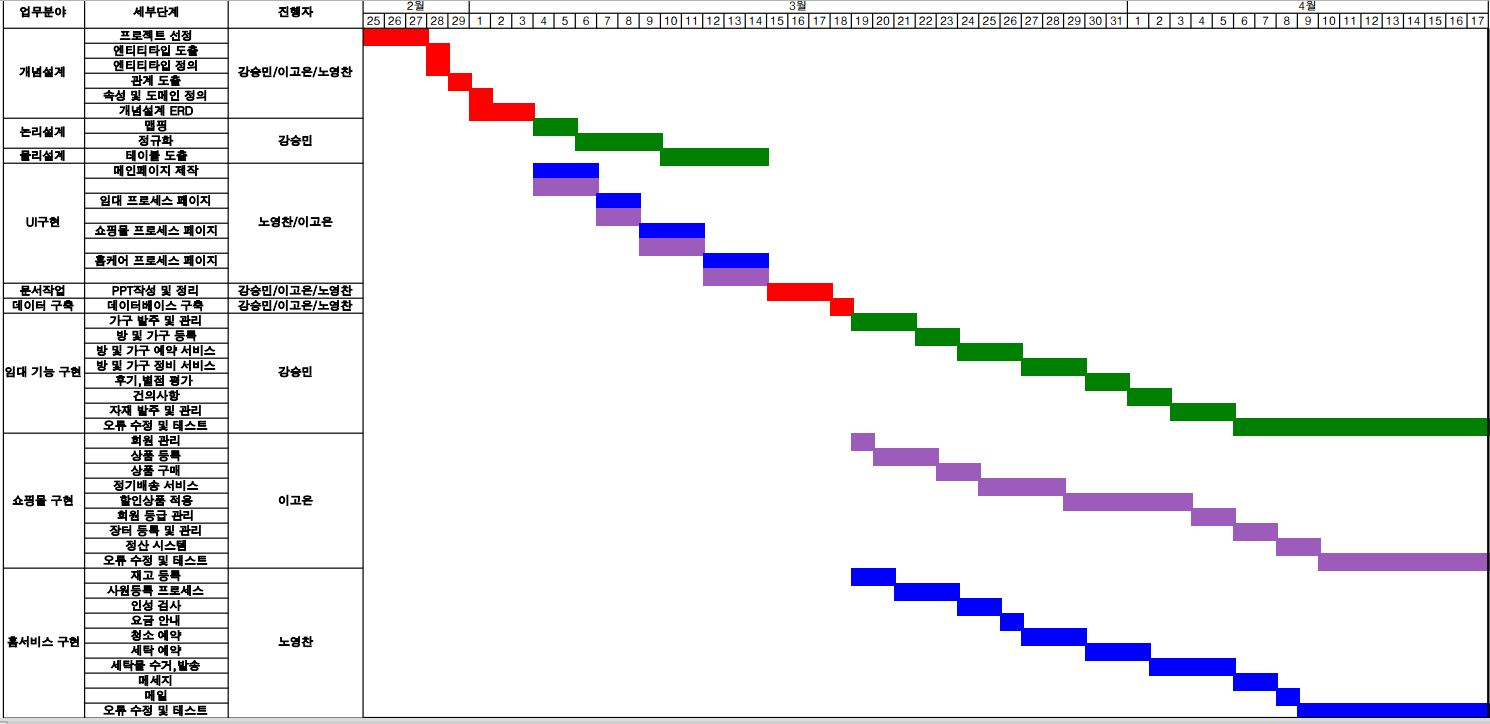 업무분야 세부단계 진행자 2월 3월 4월
25 26 27 28 29 1 2 3 4 5 6 7 8 9 10 11 12 13 14 15 16 17 18 19 20 21 22 23 24 25 26 27 28 29 30 31 1 2 3 4 5 6 7 8 9 10 11 12 13 14 15 16 17
개념설계 강승민/이고은/노영찬
프로젝트 선정
엔티티타입 도출
엔티티타입 정의
관계 도출
속성 및 도메인 정의
개념설계 ERD
논리설계 강승민
맵핑
정규화
물리설계 테이블 도출
UI구현 노영찬/이고은
메인페이지 제작
임대 프로세스 페이지
쇼핑몰 프로세스 페이지
홈케어 프로세스 페이지
문서작업 PPT작성 및 정리 강승민/이고은/노영찬
데이터 구축 데이터베이스 구축 강승민/이고은/노영찬
임대 기능 구현 강승민
가구 발주 및 관리
방 및 가구 등록
방 및 가구 예약 서비스
방 및 가구 정비 서비스
후기,별점 평가
건의사항
자재 발주 및 관리
오류 수정 및 테스트
쇼핑몰 구현 이고은
회원 관리
상품 등록
상품 구매
정기배송 서비스
할인상품 적용
회원 등급 관리
장터 등록 및 관리
정산 시스템
오류 수정 및 테스트
홈서비스 구현 노영찬
재고 등록
사원등록 프로세스
인성 검사
요금 안내
청소 예약
세탁 예약
세탁물 수거,발송
메세지
메일
오류 수정 및 테스트